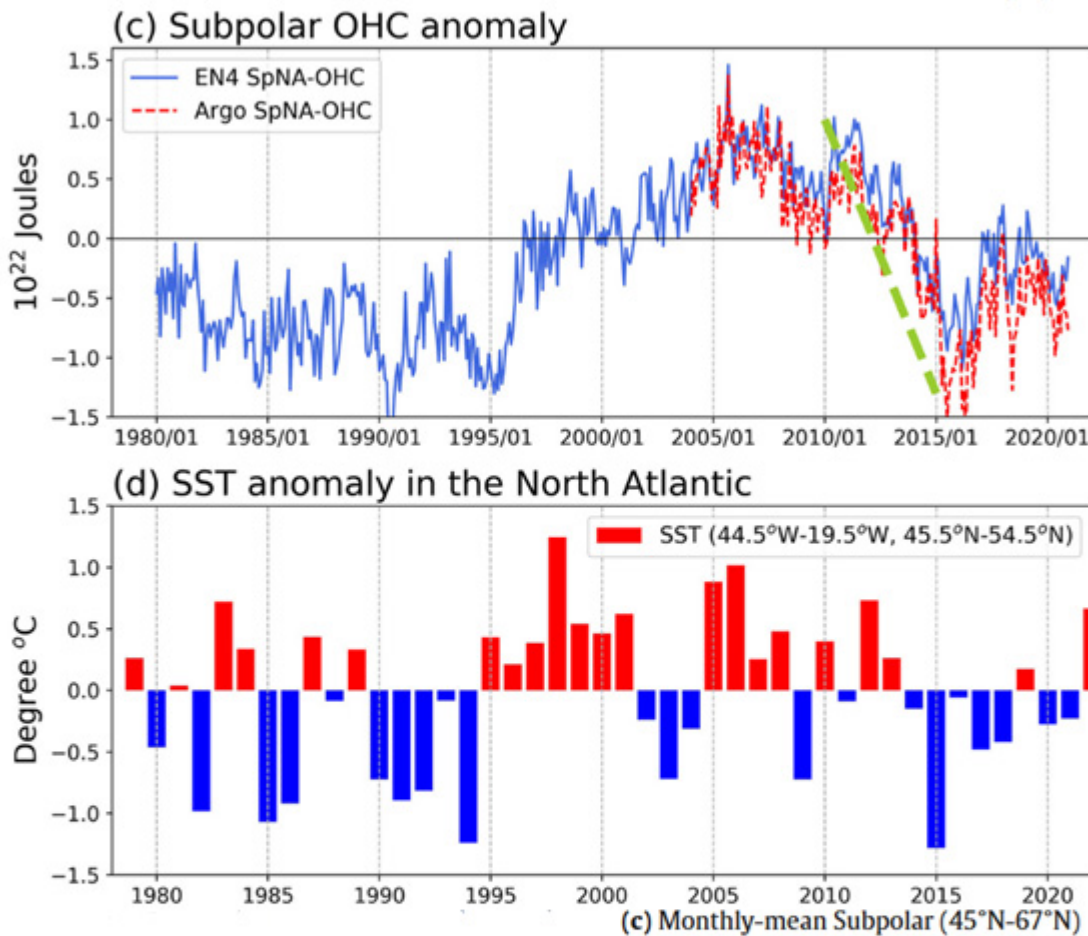 (c) Subpolar OHC anomaly
1.5
1.0
0.5
0.0
−0.5
−1.0
−1.5
10²² Joules
EN4 SpNA-OHC
Argo SpNA-OHC
1980/01 1985/01 1990/01 1995/01 2000/01 2005/01 2010/01 2015/01 2020/01
(d) SST anomaly in the North Atlantic
1.5
1.0
0.5
0.0
−0.5
−1.0
−1.5
Degree °C
SST (44.5°W-19.5°W, 45.5°N-54.5°N)
1980 1985 1990 1995 2000 2005 2010 2015 2020
(c) Monthly-mean Subpolar (45°N-67°N)